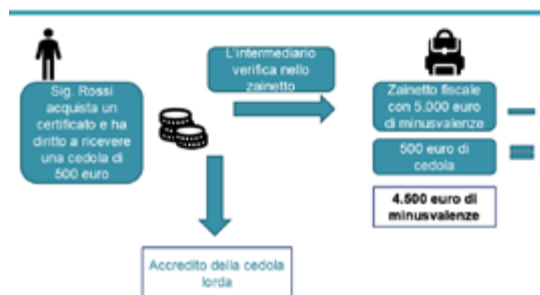 L'intermediario
verifica nello
zainetto
Sig. Rossi
acquista un
certificato e ha
diritto a ricevere
una cedola di
500 euro
Zainetto fiscale
con 5.000 euro
di minusvalenze
500 euro di
cedola
4.500 euro di
minusvalenze
Accredito della cedola
lorda